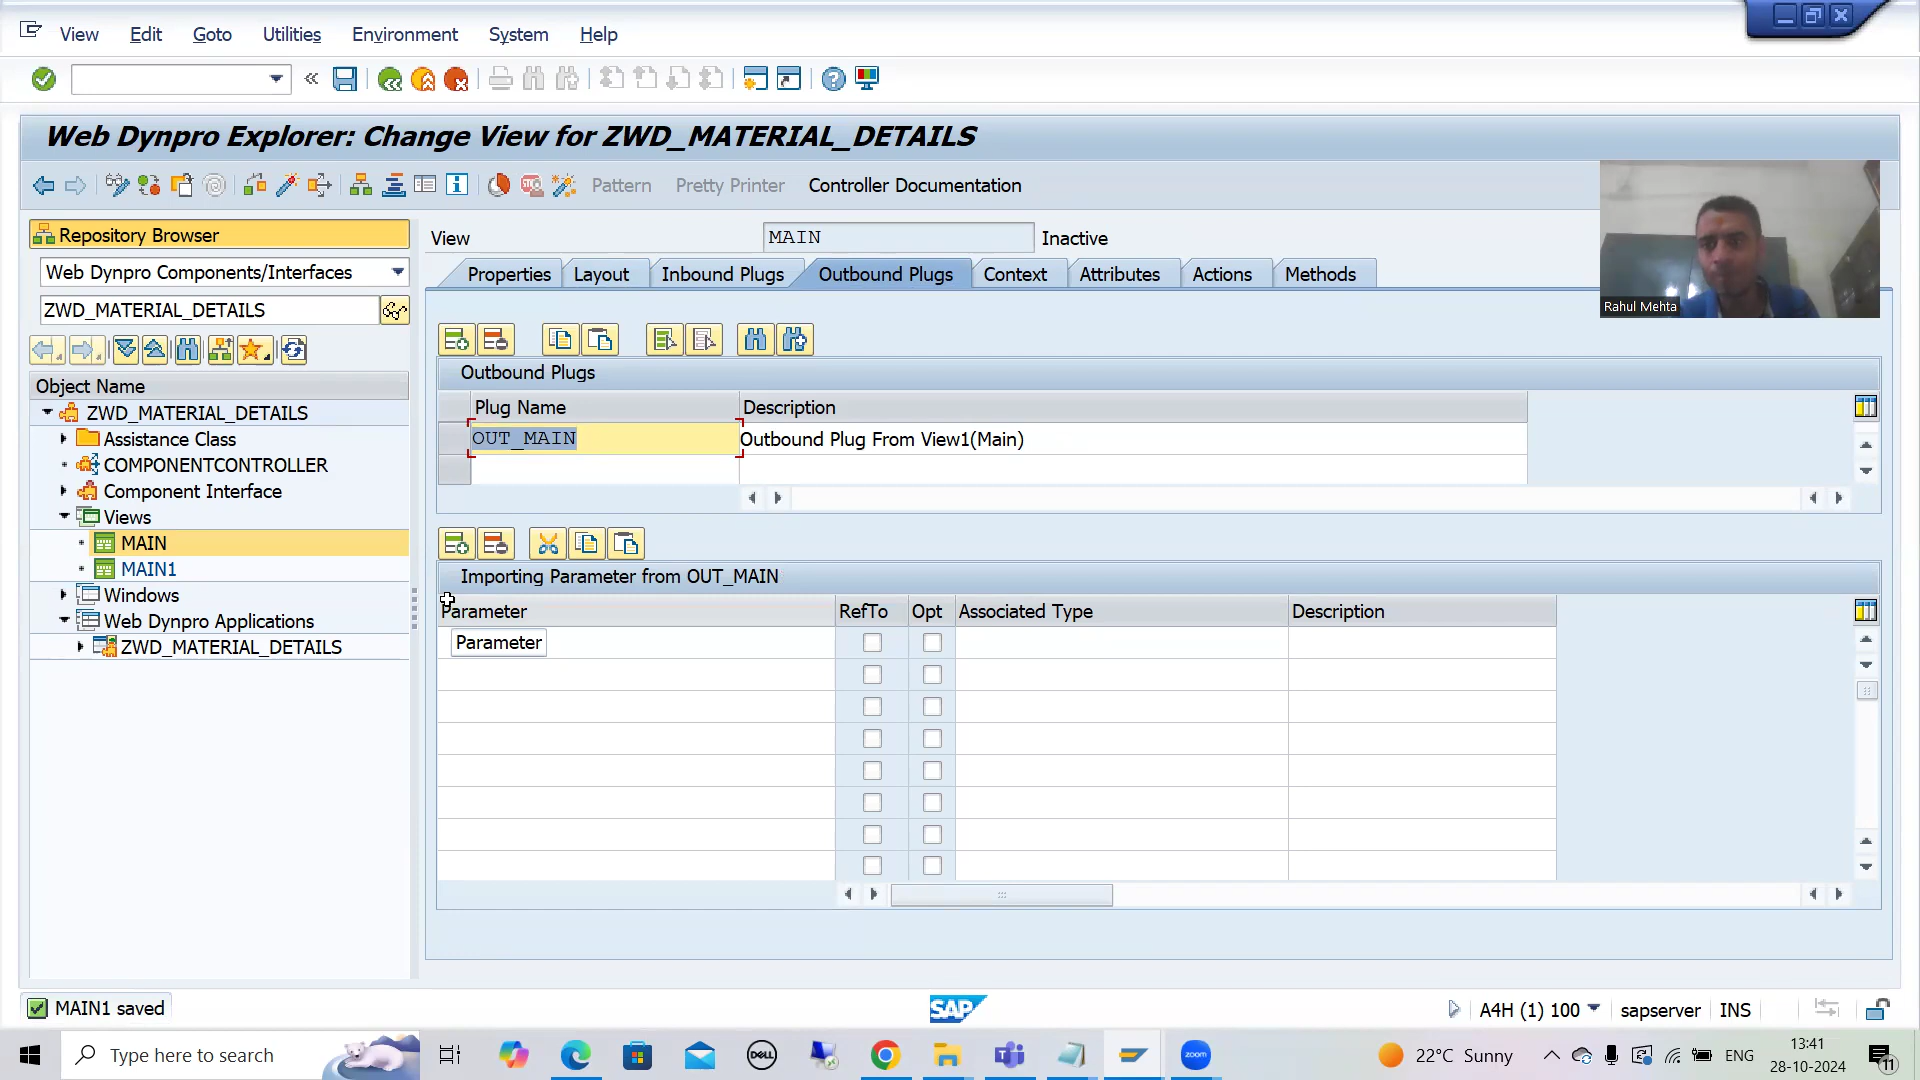 View Edit Goto Utilities Environment System Help
Web Dynpro Explorer: Change View for ZWD_MATERIAL_DETAILS
Pattern Pretty Printer Controller Documentation
Repository Browser
Web Dynpro Components/Interfaces
ZWD_MATERIAL_DETAILS
Object Name
ZWD_MATERIAL_DETAILS
Assistance Class
COMPONENTCONTROLLER
Component Interface
Views
MAIN
MAIN1
Windows
Web Dynpro Applications
ZWD_MATERIAL_DETAILS
View MAIN Inactive
Properties Layout Inbound Plugs Outbound Plugs Context Attributes Actions Methods
Rahul Mehta
Outbound Plugs
Plug Name Description
OUT_MAIN Outbound Plug From View1(Main)
Importing Parameter from OUT_MAIN
Parameter RefTo Opt Associated Type Description
Parameter
MAIN1 saved
SAP
A4H (1) 100 sapserver INS
Type here to search
DELL
zoom
22°C Sunny
ENG
13:41
28-10-2024
11